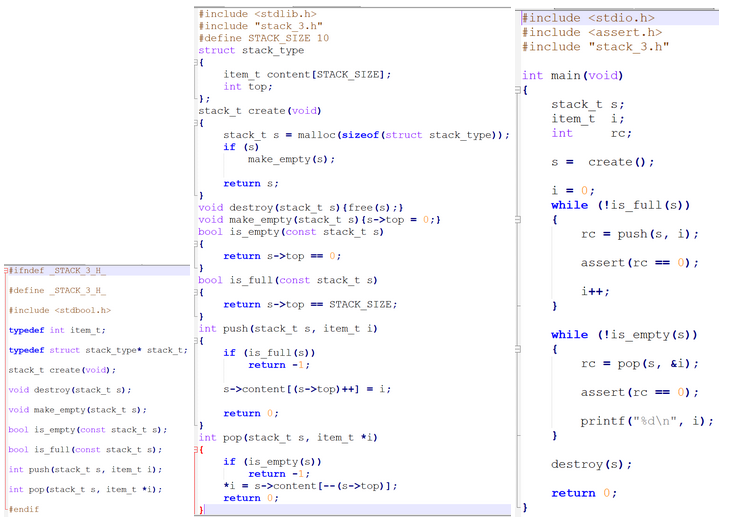 #ifndef _STACK_3_H_
#define _STACK_3_H_
#include <stdbool.h>
typedef int item_t;
typedef struct stack_type* stack_t;
stack_t create(void);
void destroy(stack_t s);
void make_empty(stack_t s);
bool is_empty(const stack_t s);
bool is_full(const stack_t s);
int push(stack_t s, item_t i);
int pop(stack_t s, item_t *i);
#endif
#include <stdlib.h>
#include "stack_3.h"
#define STACK_SIZE 10
struct stack_type
{
item_t content[STACK_SIZE];
int top;
};
stack_t create(void)
{
stack_t s = malloc(sizeof(struct stack_type));
if (s)
make_empty(s);
return s;
}
void destroy(stack_t s){free(s);}
void make_empty(stack_t s){s->top = 0;}
bool is_empty(const stack_t s)
{
return s->top == 0;
}
bool is_full(const stack_t s)
{
return s->top == STACK_SIZE;
}
int push(stack_t s, item_t i)
{
if (is_full(s))
return -1;
s->content[(s->top)++] = i;
return 0;
}
int pop(stack_t s, item_t *i)
{
if (is_empty(s))
return -1;
*i = s->content[--(s->top)];
return 0;
}
#include <stdio.h>
#include <assert.h>
#include "stack_3.h"
int main(void)
{
stack_t s;
item_t i;
int rc;
s = create();
i = 0;
while (!is_full(s))
{
rc = push(s, i);
assert(rc == 0);
i++;
}
while (!is_empty(s))
{
rc = pop(s, &i);
assert(rc == 0);
printf("%d\n", i);
}
destroy(s);
return 0;
}